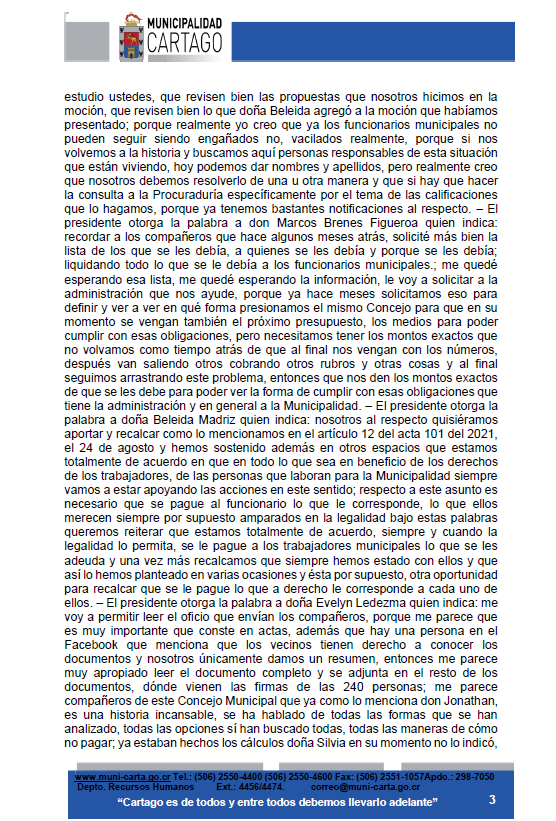 MUNICIPALIDAD
CARTAGO
estudio ustedes, que revisen bien las propuestas que nosotros hicimos en la
moción, que revisen bien lo que doña Beleida agregó a la moción que habíamos
presentado; porque realmente yo creo que ya los funcionarios municipales no
pueden seguir siendo engañados no, vacilados realmente, porque si nos
volvemos a la historia y buscamos aquí personas responsables de esta situación
que están viviendo, hoy podemos dar nombres y apellidos, pero realmente creo
que nosotros debemos resolverlo de una u otra manera y que si hay que hacer
la consulta a la Procuraduría específicamente por el tema de las calificaciones
que lo hagamos, porque ya tenemos bastantes notificaciones al respecto. – El
presidente otorga la palabra a don Marcos Brenes Figueroa quien indica:
recordar a los compañeros que hace algunos meses atrás, solicité más bien la
lista de los que se les debía, a quienes se les debía y porque se les debía;
liquidando todo lo que se le debía a los funcionarios municipales.; me quedé
esperando esa lista, me quedé esperando la información, le voy a solicitar a la
administración que nos ayude, porque ya hace meses solicitamos eso para
definir y ver a ver en qué forma presionamos el mismo Concejo para que en su
momento se vengan también el próximo presupuesto, los medios para poder
cumplir con esas obligaciones, pero necesitamos tener los montos exactos que
no volvamos como tiempo atrás de que al final nos vengan con los números,
después van saliendo otros cobrando otros rubros y otras cosas y al final
seguimos arrastrando este problema, entonces que nos den los montos exactos
de que se les debe para poder ver la forma de cumplir con esas obligaciones que
tiene la administración y en general a la Municipalidad. – El presidente otorga la
palabra a doña Beleida Madriz quien indica: nosotros al respecto quisiéramos
aportar y recalcar como lo mencionamos en el artículo 12 del acta 101 del 2021,
el 24 de agosto y hemos sostenido además en otros espacios que estamos
totalmente de acuerdo en que en todo lo que sea en beneficio de los derechos
de los trabajadores, de las personas que laboran para la Municipalidad siempre
vamos a estar apoyando las acciones en este sentido; respecto a este asunto es
necesario que se pague al funcionario lo que le corresponde, lo que ellos
merecen siempre por supuesto amparados en la legalidad bajo estas palabras
queremos reiterar que estamos totalmente de acuerdo, siempre y cuando la
legalidad lo permita, se le pague a los trabajadores municipales lo que se les
adeuda y una vez más recalcamos que siempre hemos estado con ellos y que
así lo hemos planteado en varias ocasiones y ésta por supuesto, otra oportunidad
para recalcar que se le pague lo que a derecho le corresponde a cada uno de
ellos. – El presidente otorga la palabra a doña Evelyn Ledezma quien indica: me
voy a permitir leer el oficio que envían los compañeros, porque me parece que
es muy importante que conste en actas, además que hay una persona en el
Facebook que menciona que los vecinos tienen derecho a conocer los
documentos y nosotros únicamente damos un resumen, entonces me parece
muy apropiado leer el documento completo y se adjunta en el resto de los
documentos, dónde vienen las firmas de las 240 personas; me parece
compañeros de este Concejo Municipal que ya como lo menciona don Jonathan,
es una historia incansable, se ha hablado de todas las formas que se han
analizado, todas las opciones sí han buscado todas, todas las maneras de cómo
no pagar; ya estaban hechos los cálculos doña Silvia en su momento no lo indicó,
www.muni-carta.go.cr Tel.: (506) 2550-4400 (506) 2550-4600 Fax: (506) 2551-1057Apdo.: 298-7050
Depto. Recursos Humanos Ext.: 4456/4474. correo@muni-carta.go.cr
“Cartago es de todos y entre todos debemos llevarlo adelante” 3